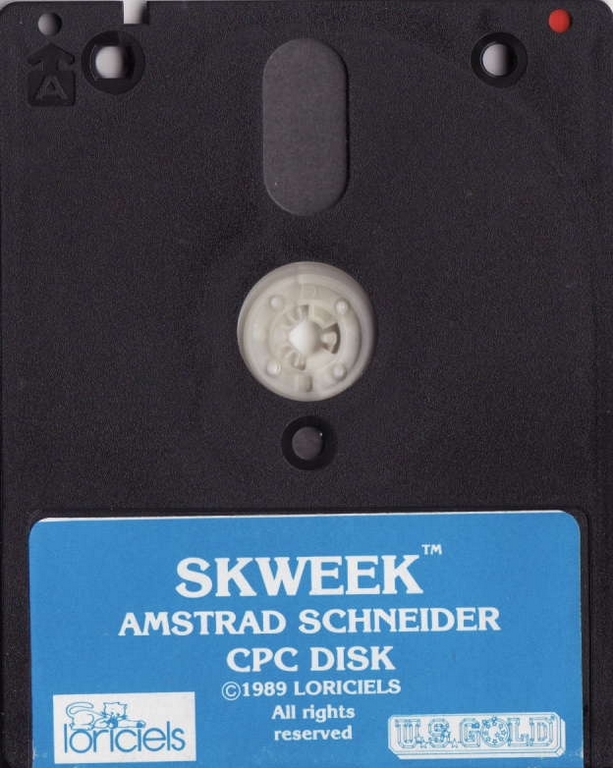 A
SKWEEK™
AMSTRAD SCHNEIDER
CPC DISK
©1989 LORICIELS
All rights
reserved
loriciels
U.S. GOLD